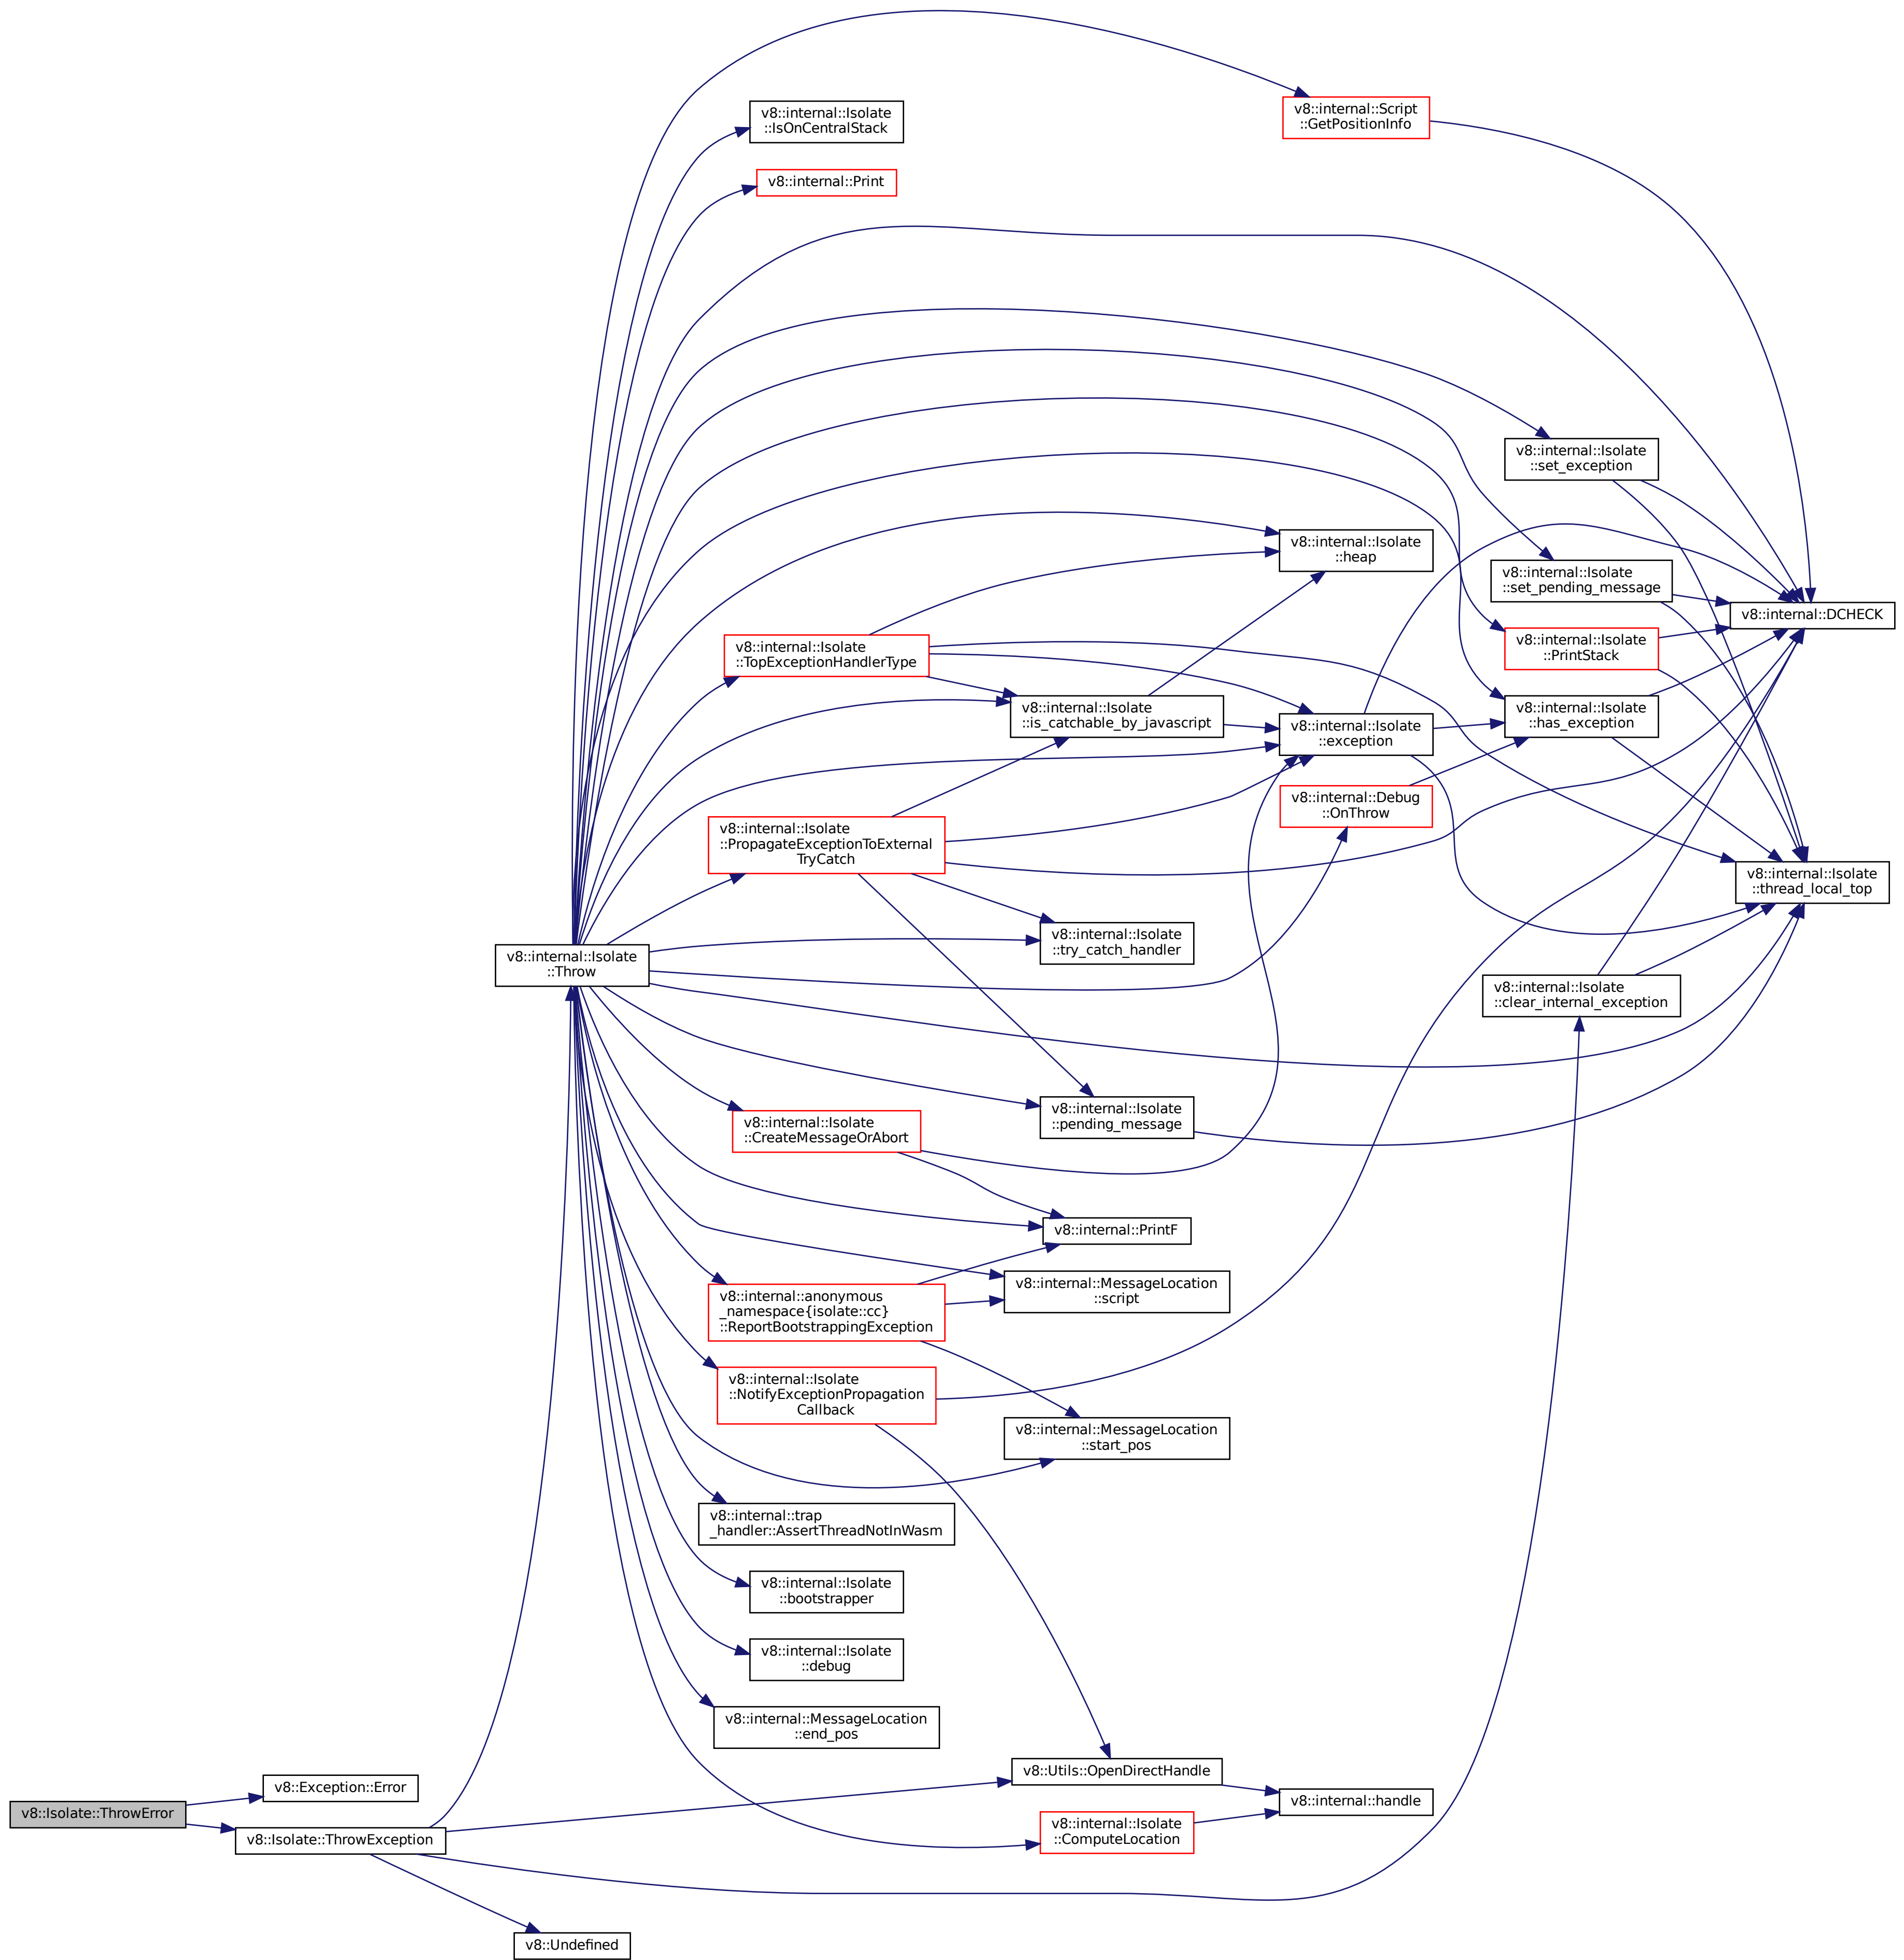 v8::internal::Script
::GetPositionInfo
v8::internal::Isolate
::IsOnCentralStack
v8::internal::Print
v8::internal::Isolate
::set_exception
v8::internal::Isolate
::heap
v8::internal::Isolate
::set_pending_message
v8::internal::DCHECK
v8::internal::Isolate
::PrintStack
v8::internal::Isolate
::TopExceptionHandlerType
v8::internal::Isolate
::is_catchable_by_javascript
v8::internal::Isolate
::exception
v8::internal::Isolate
::has_exception
v8::internal::Debug
::OnThrow
v8::internal::Isolate
::PropagateExceptionToExternal
TryCatch
v8::internal::Isolate
::thread_local_top
v8::internal::Isolate
::try_catch_handler
v8::internal::Isolate
::Throw
v8::internal::Isolate
::clear_internal_exception
v8::internal::Isolate
::pending_message
v8::internal::Isolate
::CreateMessageOrAbort
v8::internal::PrintF
v8::internal::MessageLocation
::script
v8::internal::anonymous
_namespace{isolate::cc}
::ReportBootstrappingException
v8::internal::Isolate
::NotifyExceptionPropagation
Callback
v8::internal::MessageLocation
::start_pos
v8::internal::trap
_handler::AssertThreadNotInWasm
v8::internal::Isolate
::bootstrapper
v8::internal::Isolate
::debug
v8::internal::MessageLocation
::end_pos
v8::Utils::OpenDirectHandle
v8::Exception::Error
v8::internal::handle
v8::Isolate::ThrowError
v8::Isolate::ThrowException
v8::internal::Isolate
::ComputeLocation
v8::Undefined